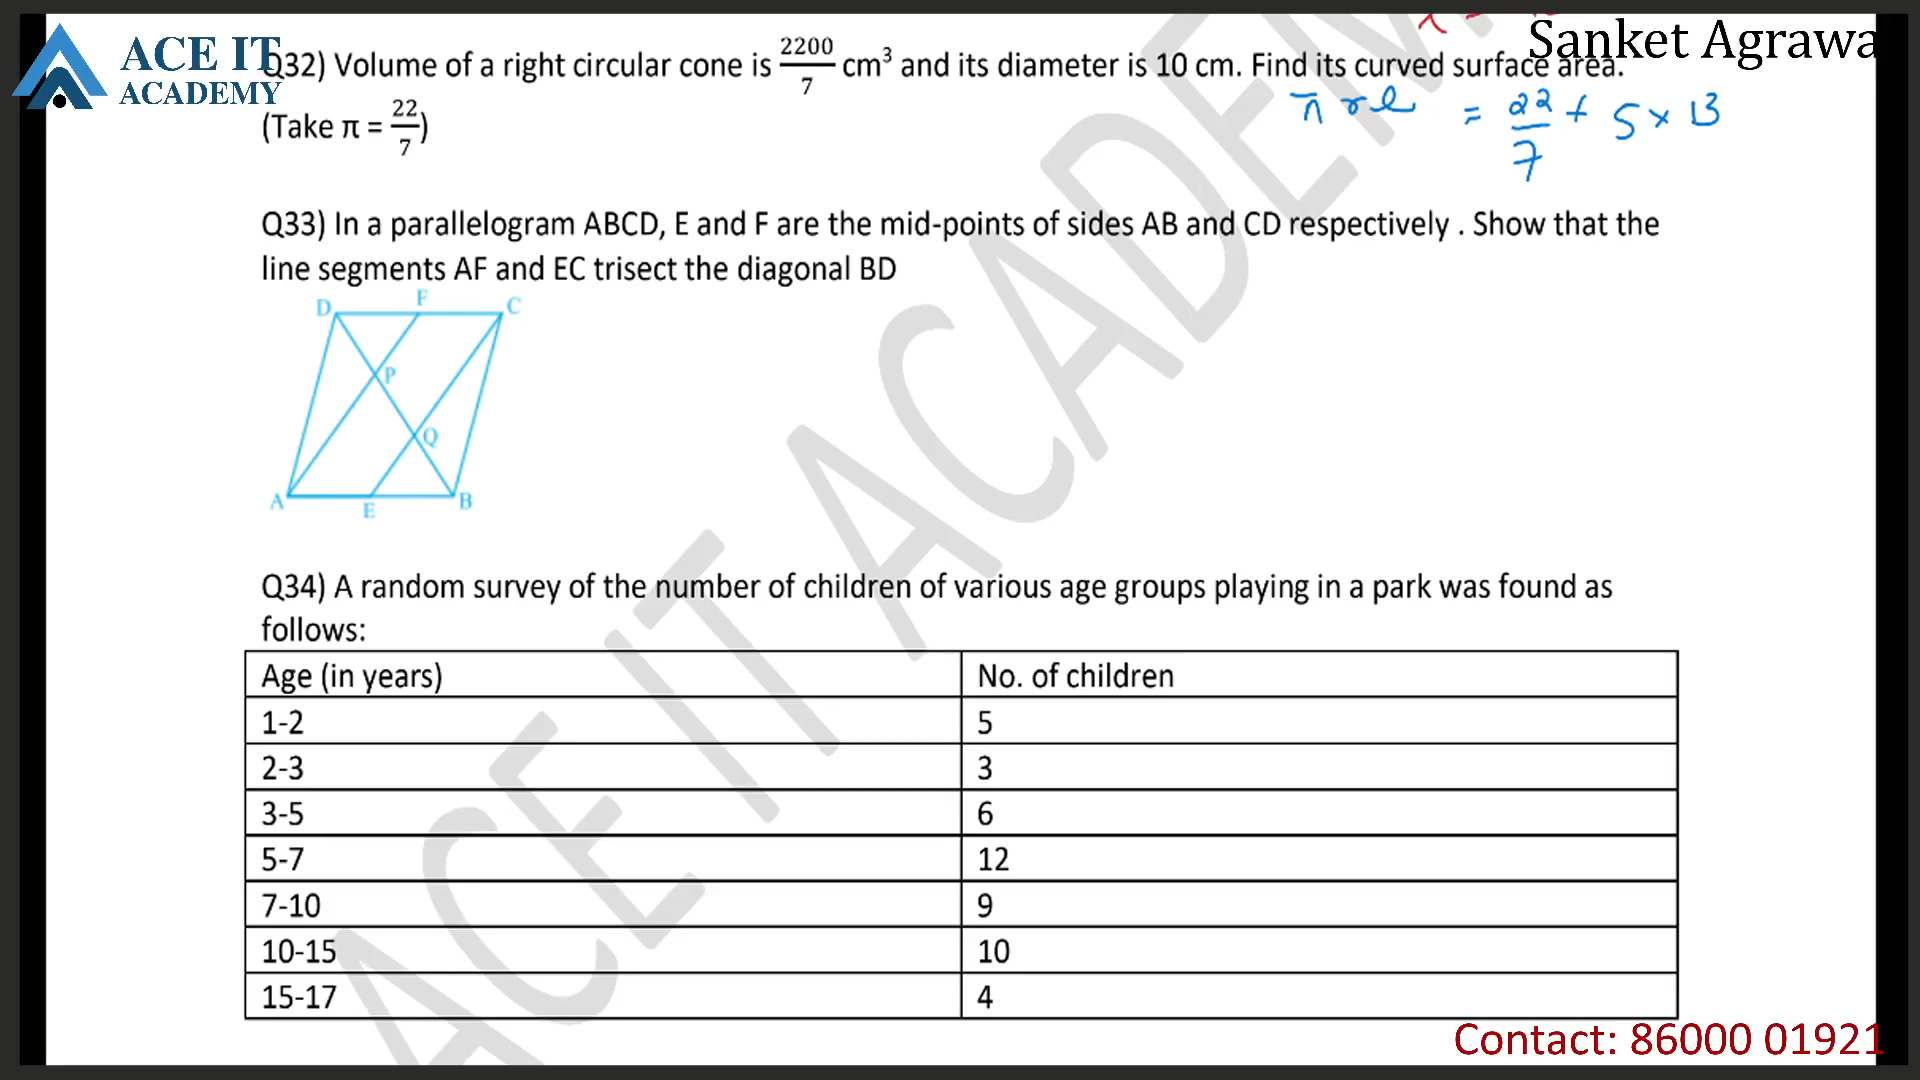 Sanket Agrawa
ACE IT
ACADEMY
Q32) Volume of a right circular cone is 2200/7 cm³ and its diameter is 10 cm. Find its curved surface area.
(Take π = 22/7)
π r l = 22/7 × 5 × 13
Q33) In a parallelogram ABCD, E and F are the mid-points of sides AB and CD respectively . Show that the
line segments AF and EC trisect the diagonal BD
D F C
P
Q
A E B
Q34) A random survey of the number of children of various age groups playing in a park was found as
follows:
Age (in years) No. of children
1-2 5
2-3 3
3-5 6
5-7 12
7-10 9
10-15 10
15-17 4
ACE IT ACADEM
Contact: 86000 01921